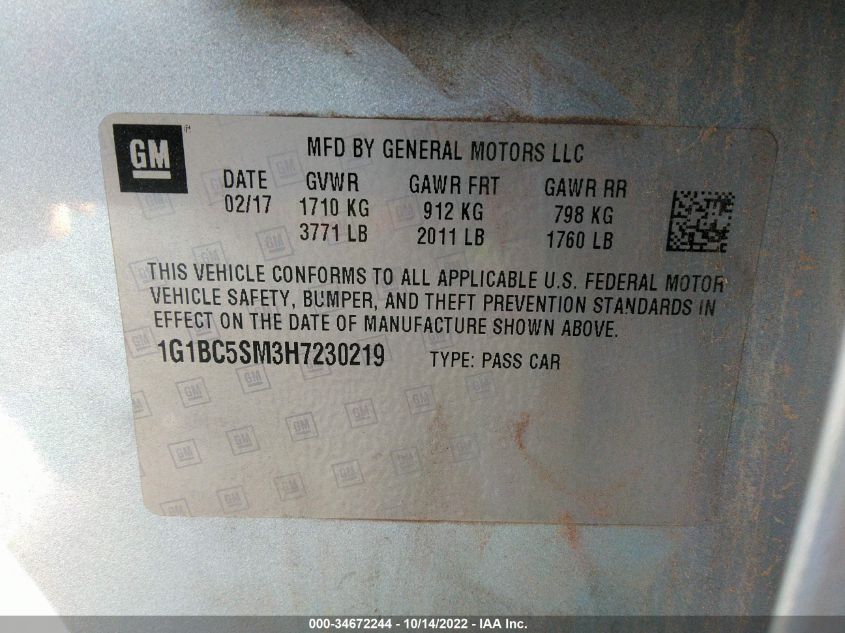 GM
MFD BY GENERAL MOTORS LLC
DATE GVWR GAWR FRT GAWR RR
02/17 1710 KG 912 KG 798 KG
3771 LB 2011 LB 1760 LB
THIS VEHICLE CONFORMS TO ALL APPLICABLE U.S. FEDERAL MOTOR
VEHICLE SAFETY, BUMPER, AND THEFT PREVENTION STANDARDS IN
EFFECT ON THE DATE OF MANUFACTURE SHOWN ABOVE.
1G1BC5SM3H7230219 TYPE: PASS CAR
000-34672244 - 10/14/2022 - IAA Inc.